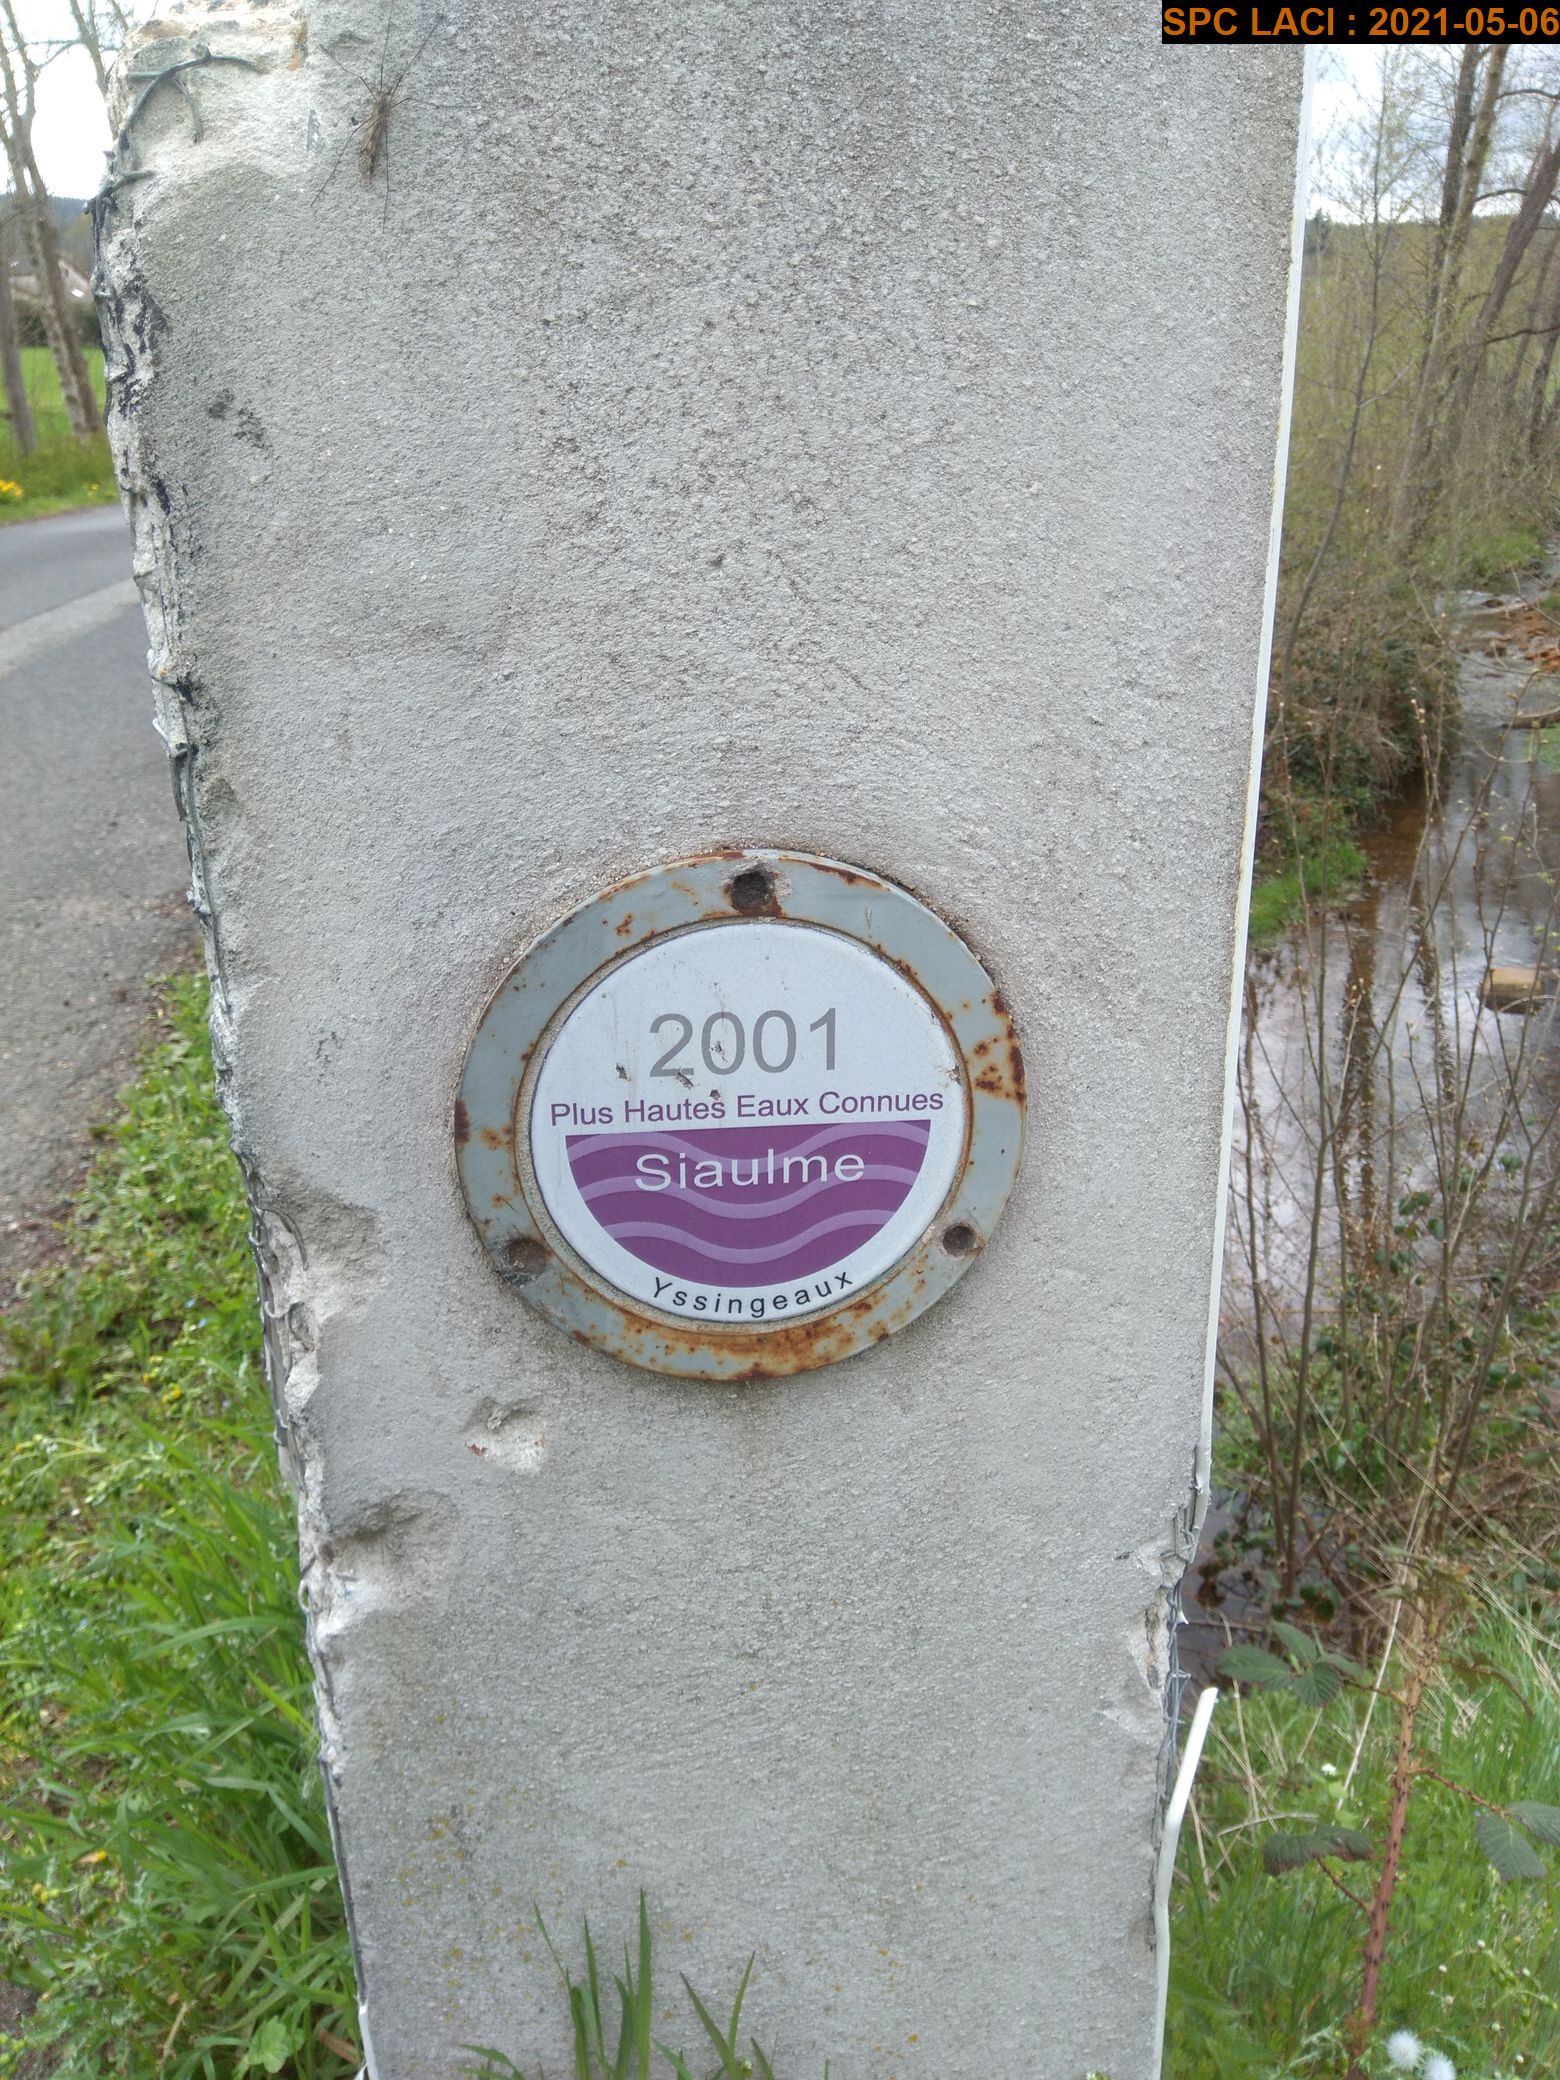 SPC LACI : 2021-05-06
2001
Plus Hautes Eaux Connues
Siaulme
Yssingeaux